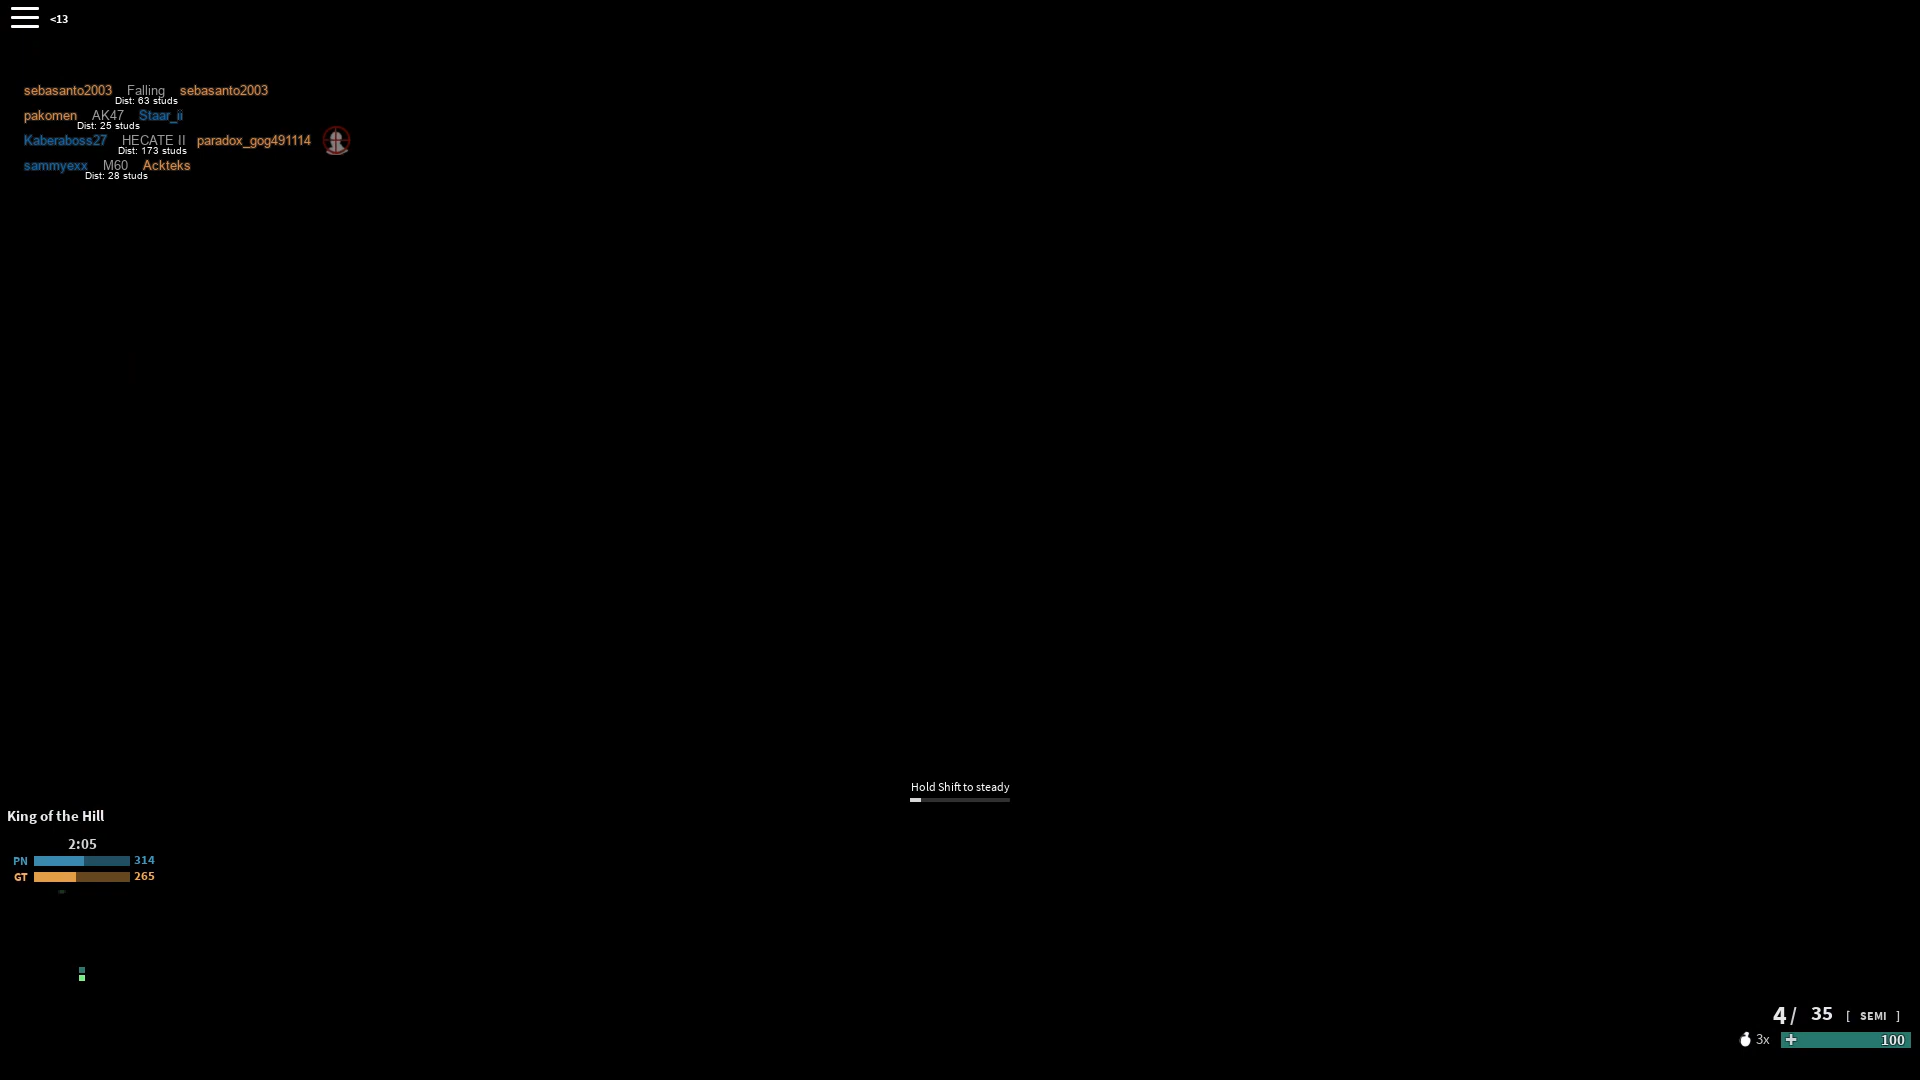 <13
sebasanto2003 Falling sebasanto2003
Dist: 63 studs
pakomen AK47 Staar_ii
Dist: 25 studs
Kaberaboss27 HECATE II paradox_gog491114
Dist: 173 studs
sammyexx M60 Ackteks
Dist: 28 studs
Hold Shift to steady
King of the Hill
2:05
PN 314
GT 265
4/ 35 [ SEMI ]
3x 100